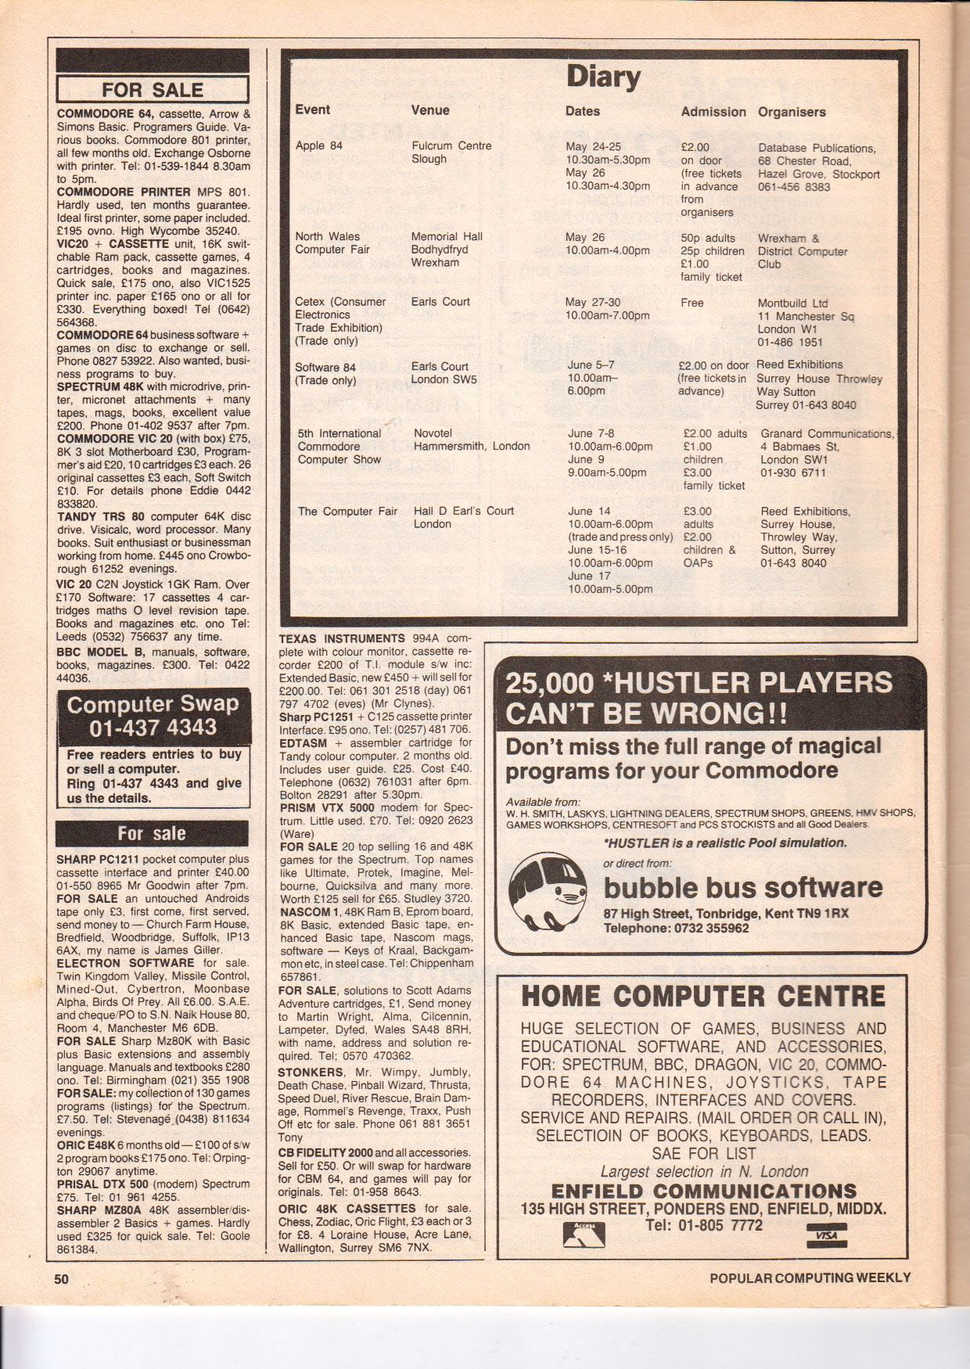 FOR SALE
COMMODORE 64, cassette, Arrow &
Simons Basic. Programers Guide. Va-
rious books. Commodore 801 printer,
all few months old. Exchange Osborne
with printer. Tel: 01-539-1844 8.30am
to 5pm.
COMMODORE PRINTER MPS 801.
Hardly used, ten months guarantee.
Ideal first printer, some paper included.
£195 ovno. High Wycombe 35240.
VIC20 + CASSETTE unit, 16K swit-
chable Ram pack, cassette games, 4
cartridges, books and magazines.
Quick sale, £175 ono, also VIC1525
printer inc. paper £165 ono or all for
£330. Everything boxed! Tel (0642)
564368.
COMMODORE 64 business software +
games on disc to exchange or sell.
Phone 0827 53922. Also wanted, busi-
ness programs to buy.
SPECTRUM 48K with microdrive, prin-
ter, micronet attachments + many
tapes, mags, books, excellent value
£200. Phone 01-402 9537 after 7pm.
COMMODORE VIC 20 (with box) £75,
8K 3 slot Motherboard £30, Program-
mer's aid £20, 10 cartridges £3 each. 26
original cassettes £3 each, Soft Switch
£10. For details phone Eddie 0442
833820.
TANDY TRS 80 computer 64K disc
drive. Visicalc, word processor. Many
books. Suit enthusiast or businessman
working from home. £445 ono Crowbo-
rough 61252 evenings.
VIC 20 C2N Joystick 1GK Ram. Over
£170 Software: 17 cassettes 4 car-
tridges maths O level revision tape.
Books and magazines etc. ono Tel:
Leeds (0532) 756637 any time.
BBC MODEL B, manuals, software,
books, magazines. £300. Tel: 0422
44036.
Computer Swap
01-437 4343
Free readers entries to buy
or sell a computer.
Ring 01-437 4343 and give
us the details.
For sale
SHARP PC1211 pocket computer plus
cassette interface and printer £40.00
01-550 8965 Mr Goodwin after 7pm.
FOR SALE an untouched Androids
tape only £3, first come, first served,
send money to — Church Farm House,
Bredfield, Woodbridge, Suffolk, IP13
6AX, my name is James Giller.
ELECTRON SOFTWARE for sale.
Twin Kingdom Valley, Missile Control,
Mined-Out, Cybertron, Moonbase
Alpha, Birds Of Prey. All £6.00. S.A.E.
and cheque/PO to S.N. Naik House 80,
Room 4, Manchester M6 6DB.
FOR SALE Sharp Mz80K with Basic
plus Basic extensions and assembly
language. Manuals and textbooks £280
ono. Tel: Birmingham (021) 355 1908
FOR SALE: my collection of 130 games
programs (listings) for the Spectrum.
£7.50. Tel: Stevenage (0438) 811634
evenings.
ORIC E48K 6 months old — £100 of s/w
2 program books £175 ono. Tel: Orping-
ton 29067 anytime.
PRISAL DTX 500 (modem) Spectrum
£75. Tel: 01 961 4255.
SHARP MZ80A 48K assembler/dis-
assembler 2 Basics + games. Hardly
used £325 for quick sale. Tel: Goole
861384.
Diary
Event Venue Dates Admission Organisers
Apple 84 Fulcrum Centre May 24-25 £2.00 Database Publications,
Slough 10.30am-5.30pm on door 68 Chester Road,
May 26 (free tickets Hazel Grove, Stockport
10.30am-4.30pm in advance 061-456 8383
from
organisers
North Wales Memorial Hall May 26 50p adults Wrexham &
Computer Fair Bodhydfryd 10.00am-4.00pm 25p children District Computer
Wrexham £1.00 Club
family ticket
Cetex (Consumer Earls Court May 27-30 Free Montbuild Ltd
Electronics 10.00am-7.00pm 11 Manchester Sq
Trade Exhibition) London W1
(Trade only) 01-486 1951
Software 84 Earls Court June 5-7 £2.00 on door Reed Exhibitions
(Trade only) London SW5 10.00am– (free tickets in Surrey House Throwley
6.00pm advance) Way Sutton
Surrey 01-643 8040
5th International Novotel June 7-8 £2.00 adults Granard Communications,
Commodore Hammersmith, London 10.00am-6.00pm £1.00 4 Babmaes St,
Computer Show June 9 children London SW1
9.00am-5.00pm £3.00 01-930 6711
family ticket
The Computer Fair Hall D Earl's Court June 14 £3.00 Reed Exhibitions,
London 10.00am-6.00pm adults Surrey House,
(trade and press only) £2.00 Throwley Way,
June 15-16 children & Sutton, Surrey
10.00am-6.00pm OAPs 01-643 8040
June 17
10.00am-5.00pm
TEXAS INSTRUMENTS 994A com-
plete with colour monitor, cassette re-
corder £200 of T.I. module s/w inc:
Extended Basic, new £450 + will sell for
£200.00. Tel: 061 301 2518 (day) 061
797 4702 (eves) (Mr Clynes).
Sharp PC1251 + C125 cassette printer
Interface. £95 ono. Tel: (0257) 481 706.
EDTASM + assembler cartridge for
Tandy colour computer. 2 months old.
Includes user guide. £25. Cost £40.
Telephone (0632) 761031 after 6pm.
Bolton 28291 after 5.30pm.
PRISM VTX 5000 modem for Spec-
trum. Little used. £70. Tel: 0920 2623
(Ware)
FOR SALE 20 top selling 16 and 48K
games for the Spectrum. Top names
like Ultimate, Protek, Imagine, Mel-
bourne, Quicksilva and many more.
Worth £125 sell for £65. Studley 3720.
NASCOM 1, 48K Ram B, Eprom board,
8K Basic, extended Basic tape, en-
hanced Basic tape, Nascom mags,
software — Keys of Kraal, Backgam-
mon etc, in steel case. Tel: Chippenham
657861.
FOR SALE, solutions to Scott Adams
Adventure cartridges, £1, Send money
to Martin Wright, Alma, Cilcennin,
Lampeter, Dyfed, Wales SA48 8RH,
with name, address and solution re-
quired. Tel; 0570 470362.
STONKERS, Mr. Wimpy, Jumbly,
Death Chase, Pinball Wizard, Thrusta,
Speed Duel, River Rescue, Brain Dam-
age, Rommel's Revenge, Traxx, Push
Off etc for sale. Phone 061 881 3651
Tony
CB FIDELITY 2000 and all accessories.
Sell for £50. Or will swap for hardware
for CBM 64, and games will pay for
originals. Tel: 01-958 8643.
ORIC 48K CASSETTES for sale.
Chess, Zodiac, Oric Flight, £3 each or 3
for £8. 4 Loraine House, Acre Lane,
Wallington, Surrey SM6 7NX.
25,000 *HUSTLER PLAYERS
CAN'T BE WRONG!!
Don't miss the full range of magical
programs for your Commodore
Available from:
W. H. SMITH, LASKYS, LIGHTNING DEALERS, SPECTRUM SHOPS, GREENS, HMV SHOPS,
GAMES WORKSHOPS, CENTRESOFT and PCS STOCKISTS and all Good Dealers.
*HUSTLER is a realistic Pool simulation.
or direct from:
bubble bus software
87 High Street, Tonbridge, Kent TN9 1RX
Telephone: 0732 355962
HOME COMPUTER CENTRE
HUGE SELECTION OF GAMES, BUSINESS AND
EDUCATIONAL SOFTWARE, AND ACCESSORIES,
FOR: SPECTRUM, BBC, DRAGON, VIC 20, COMMO-
DORE 64 MACHINES, JOYSTICKS, TAPE
RECORDERS, INTERFACES AND COVERS.
SERVICE AND REPAIRS. (MAIL ORDER OR CALL IN),
SELECTIOIN OF BOOKS, KEYBOARDS, LEADS.
SAE FOR LIST
Largest selection in N. London
ENFIELD COMMUNICATIONS
135 HIGH STREET, PONDERS END, ENFIELD, MIDDX.
Tel: 01-805 7772
Access
VISA
50
POPULAR COMPUTING WEEKLY